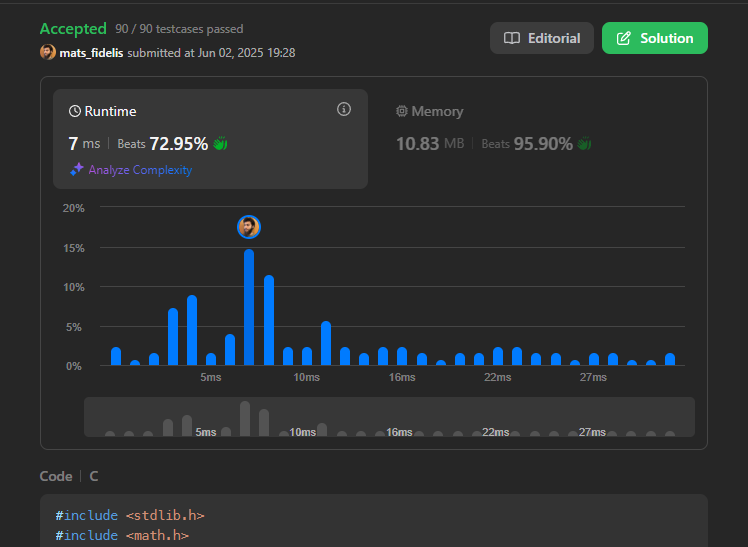 Accepted 90 / 90 testcases passed
Editorial
Solution
mats_fidelis submitted at Jun 02, 2025 19:28
Runtime
7 ms | Beats 72.95%
Analyze Complexity
Memory
10.83 MB | Beats 95.90%
20%
15%
10%
5%
0%
5ms 10ms 16ms 22ms 27ms
5ms 10ms 16ms 22ms 27ms
Code | C
#include <stdlib.h>
#include <math.h>